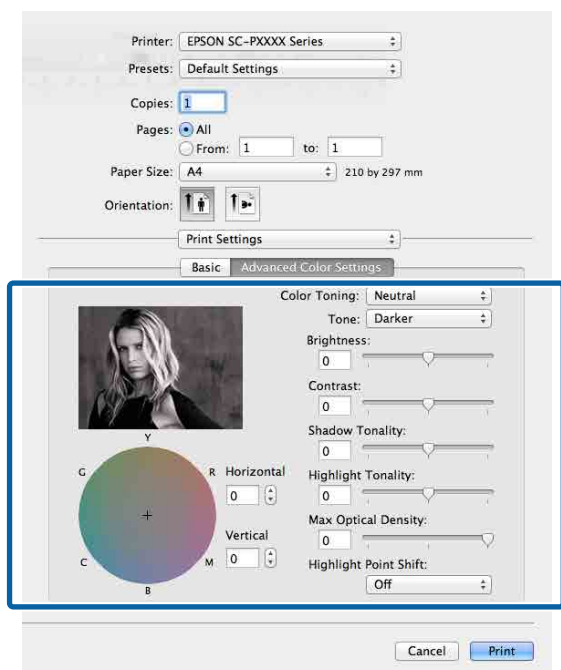 Printer: EPSON SC-PXXXX Series
Presets: Default Settings
Copies: 1
Pages: All
From: 1 to: 1
Paper Size: A4 210 by 297 mm
Orientation:
Print Settings
Basic Advanced Color Settings
Color Toning: Neutral
Tone: Darker
Brightness:
0
Contrast:
0
Shadow Tonality:
0
Highlight Tonality:
0
Max Optical Density:
0
Highlight Point Shift:
Off
Y
G R
C M
B
Horizontal
0
Vertical
0
Cancel Print